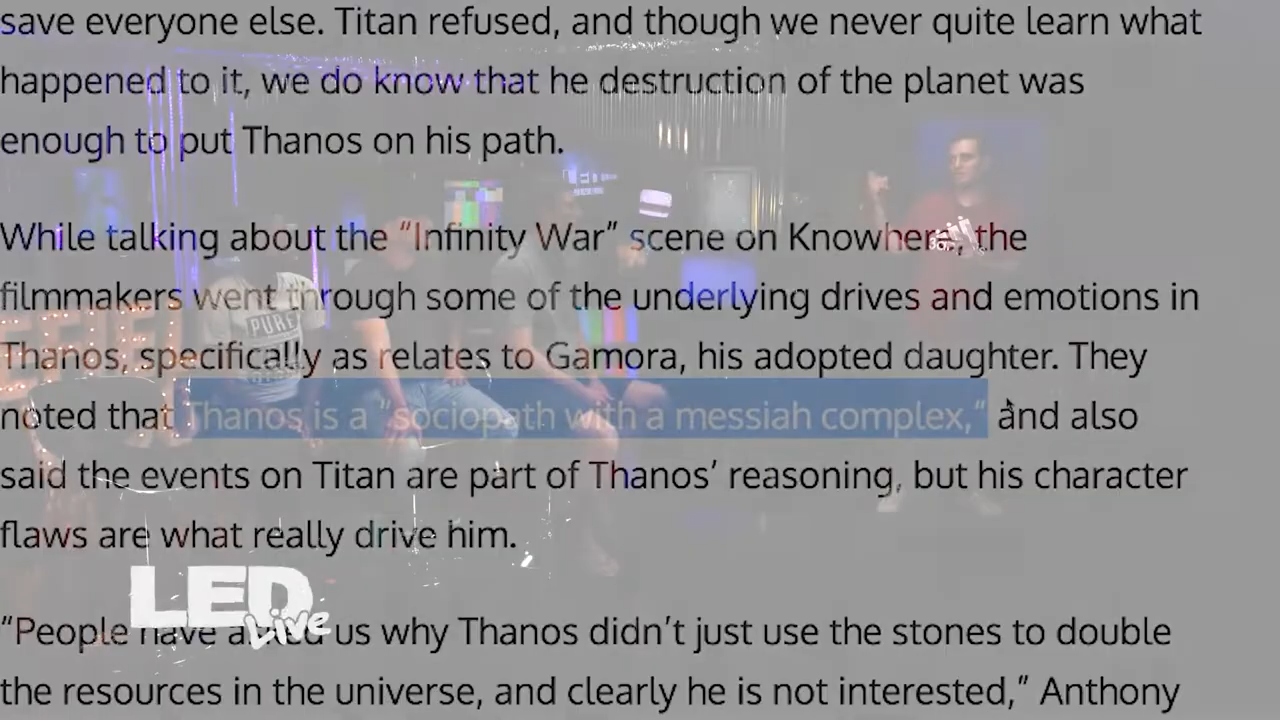 save everyone else. Titan refused, and though we never quite learn what
happened to it, we do know that he destruction of the planet was
enough to put Thanos on his path.
While talking about the “Infinity War” scene on Knowhere, the
filmmakers went through some of the underlying drives and emotions in
Thanos, specifically as relates to Gamora, his adopted daughter. They
noted that Thanos is a “sociopath with a messiah complex,” and also
said the events on Titan are part of Thanos’ reasoning, but his character
flaws are what really drive him.
“People have asked us why Thanos didn’t just use the stones to double
the resources in the universe, and clearly he is not interested,” Anthony
PURE
LED
Live